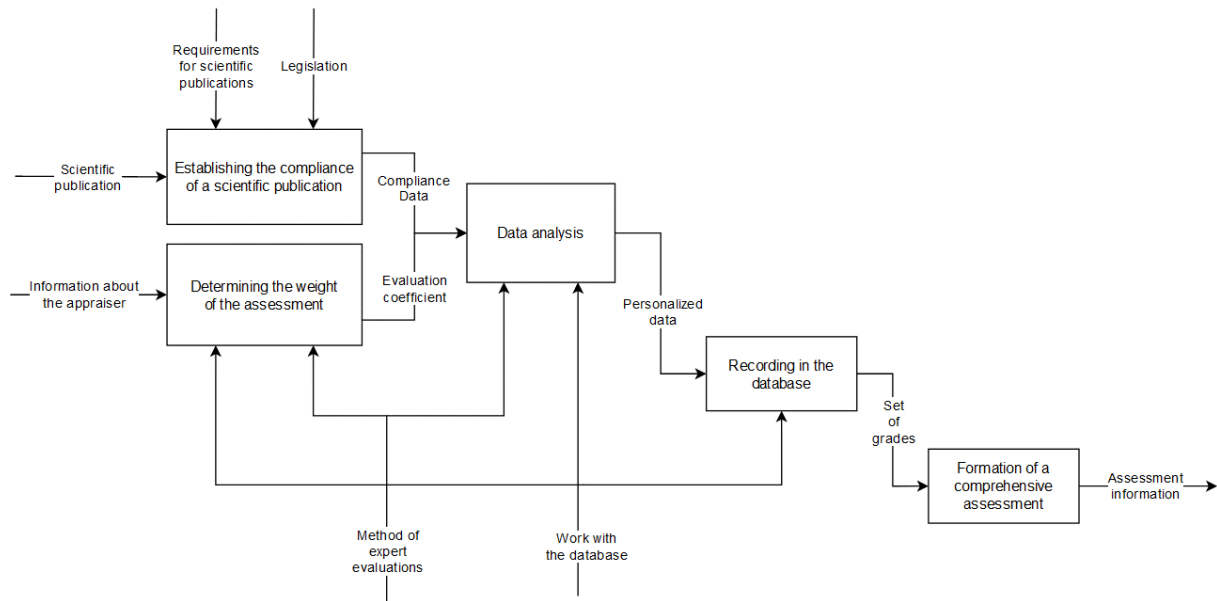 Requirements
for scientific
publications
Legislation
Scientific
publication
Establishing the compliance
of a scientific publication
Compliance
Data
Data analysis
Information about
the appraiser
Determining the weight
of the assessment
Evaluation
coefficient
Personalized
data
Recording in the
database
Set
of
grades
Formation of a
comprehensive
assessment
Assessment
information
Method of
expert
evaluations
Work with
the database